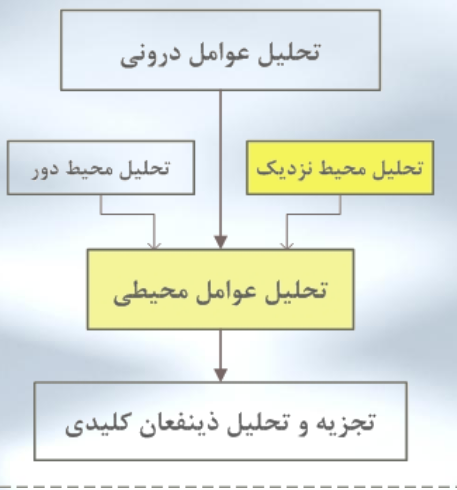 تحلیل عوامل درونی
تحلیل محیط نزدیک
تحلیل محیط دور
تحلیل عوامل محیطی
تجزیه و تحلیل ذینفعان کلیدی